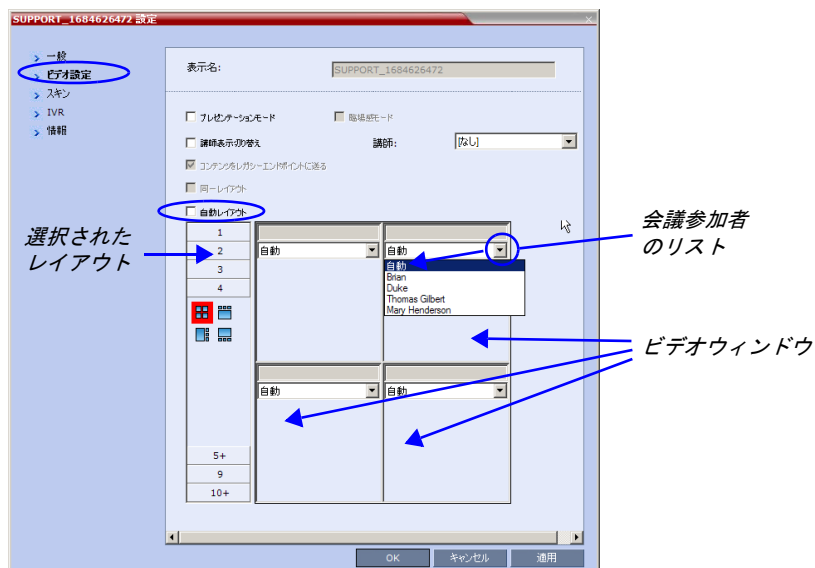 SUPPORT_1684626472 設定
一般
ビデオ設定
スキン
IVR
情報
表示名:
SUPPORT_1684626472
プレゼンテーションモード
臨場感モード
講師表示切り替え
講師:
[なし]
コンテンツをレガシーエンドポイントに送る
同一レイアウト
自動レイアウト
選択された
レイアウト
1
2
3
4
5+
9
10+
自動
自動
自動
Brian
Duke
Thomas Gilbert
Mary Henderson
自動
自動
会議参加者
のリスト
ビデオウィンドウ
OK
キャンセル
適用